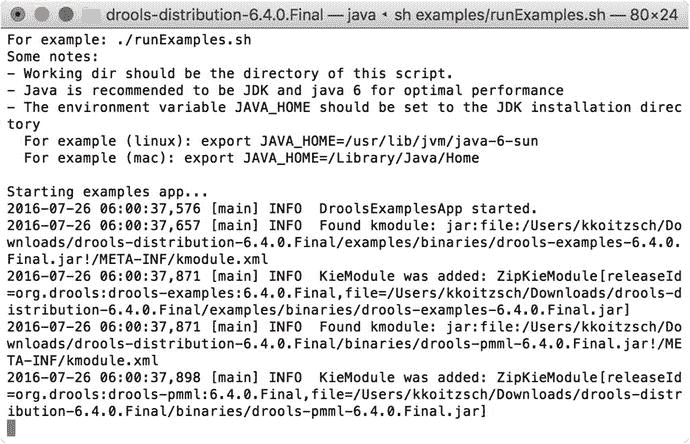 drools-distribution-6.4.0.Final — java ◂ sh examples/runExamples.sh — 80×24
For example: ./runExamples.sh
Some notes:
- Working dir should be the directory of this script.
- Java is recommended to be JDK and java 6 for optimal performance
- The environment variable JAVA_HOME should be set to the JDK installation direc
tory
  For example (linux): export JAVA_HOME=/usr/lib/jvm/java-6-sun
  For example (mac): export JAVA_HOME=/Library/Java/Home
Starting examples app...
2016-07-26 06:00:37,576 [main] INFO  DroolsExamplesApp started.
2016-07-26 06:00:37,657 [main] INFO  Found kmodule: jar:file:/Users/kkoitzsch/Do
wnloads/drools-distribution-6.4.0.Final/examples/binaries/drools-examples-6.4.0.
Final.jar!/META-INF/kmodule.xml
2016-07-26 06:00:37,871 [main] INFO  KieModule was added: ZipKieModule[releaseId
=org.drools:drools-examples:6.4.0.Final,file=/Users/kkoitzsch/Downloads/drools-d
istribution-6.4.0.Final/examples/binaries/drools-examples-6.4.0.Final.jar]
2016-07-26 06:00:37,871 [main] INFO  Found kmodule: jar:file:/Users/kkoitzsch/Do
wnloads/drools-distribution-6.4.0.Final/binaries/drools-pmml-6.4.0.Final.jar!/ME
TA-INF/kmodule.xml
2016-07-26 06:00:37,898 [main] INFO  KieModule was added: ZipKieModule[releaseId
=org.drools:drools-pmml:6.4.0.Final,file=/Users/kkoitzsch/Downloads/drools-distr
ibution-6.4.0.Final/binaries/drools-pmml-6.4.0.Final.jar]